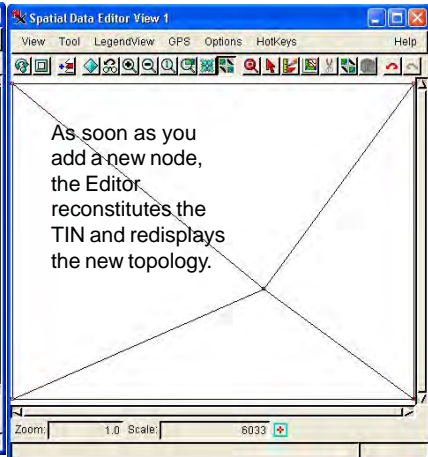 Spatial Data Editor View 1
View Tool LegendView GPS Options HotKeys Help
As soon as you
add a new node,
the Editor
reconstitutes the
TIN and redisplays
the new topology.
Zoom: 1.0 Scale: 6033